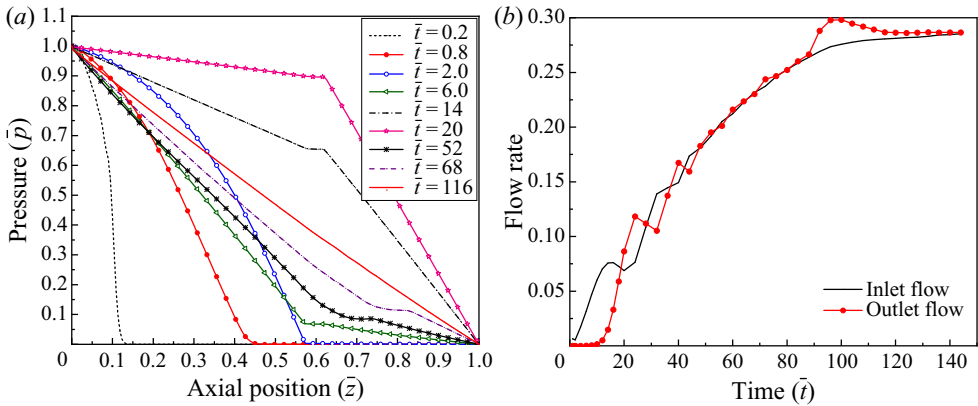 (a)
1.1
1.0
0.9
0.8
0.7
0.6
0.5
0.4
0.3
0.2
0.1
Pressure (p̄)
0
0.1
0.2
0.3
0.4
0.5
0.6
0.7
0.8
0.9
1.0
Axial position (z̄)
t̄ = 0.2
t̄ = 0.8
t̄ = 2.0
t̄ = 6.0
t̄ = 14
t̄ = 20
t̄ = 52
t̄ = 68
t̄ = 116
(b)
0.30
0.25
0.20
0.15
0.10
0.05
Flow rate
0
20
40
60
80
100
120
140
Time (t̄)
Inlet flow
Outlet flow